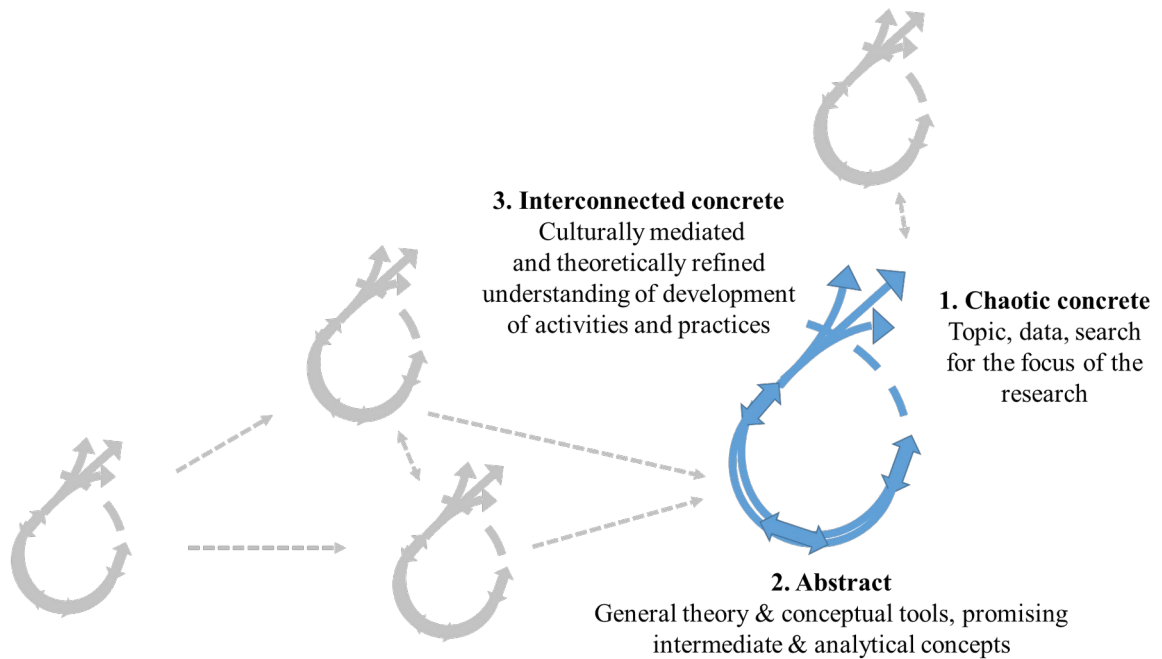 3. Interconnected concrete
Culturally mediated
and theoretically refined
understanding of development
of activities and practices
1. Chaotic concrete
Topic, data, search
for the focus of the
research
2. Abstract
General theory & conceptual tools, promising
intermediate & analytical concepts